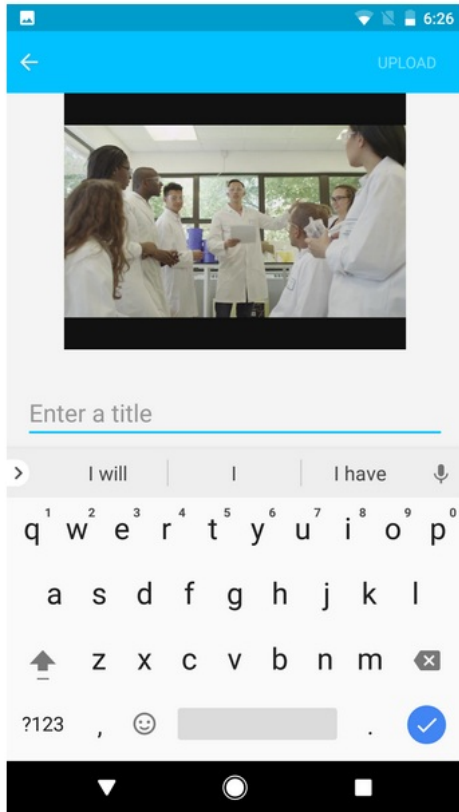 6:26
UPLOAD
Enter a title
I will I I have
1 2 3 4 5 6 7 8 9 0
q w e r t y u i o p
a s d f g h j k l
z x c v b n m
?123 , .